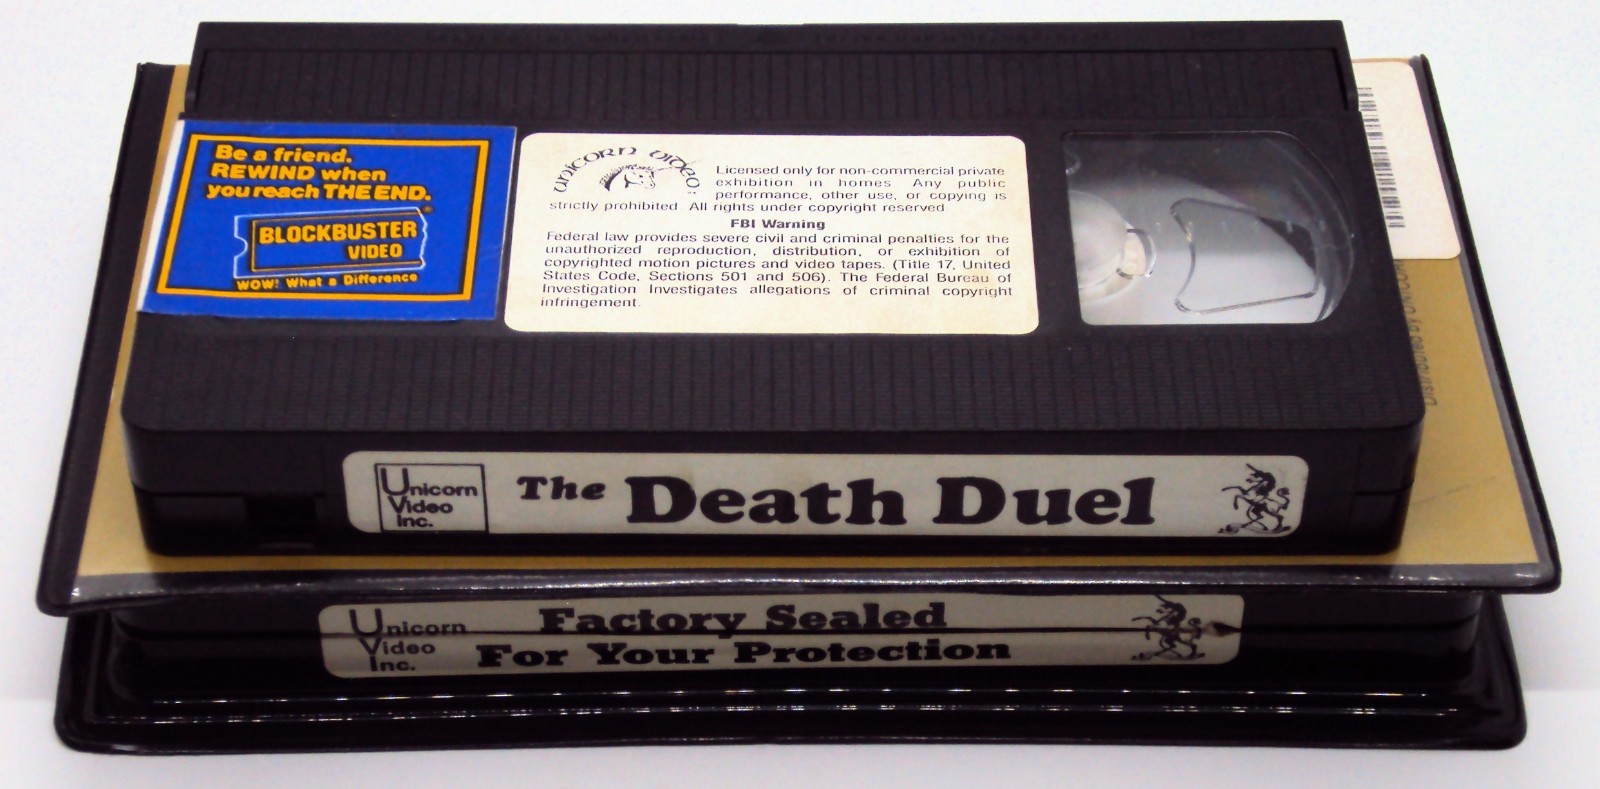 Be a friend.
REWIND when
you reach THE END.
BLOCKBUSTER
VIDEO
WOW! What a Difference
UNICORN VIDEO
Licensed only for non-commercial private
exhibition in homes. Any public
performance, other use, or copying is
strictly prohibited All rights under copyright reserved
FBI Warning
Federal law provides severe civil and criminal penalties for the
unauthorized reproduction, distribution, or exhibition of
copyrighted motion pictures and video tapes. (Title 17, United
States Code, Sections 501 and 506). The Federal Bureau of
Investigation Investigates allegations of criminal copyright
infringement.
Distributed by UNICOR
Unicorn
Video
Inc.
The Death Duel
Unicorn
Video
Inc.
Factory Sealed
For Your Protection